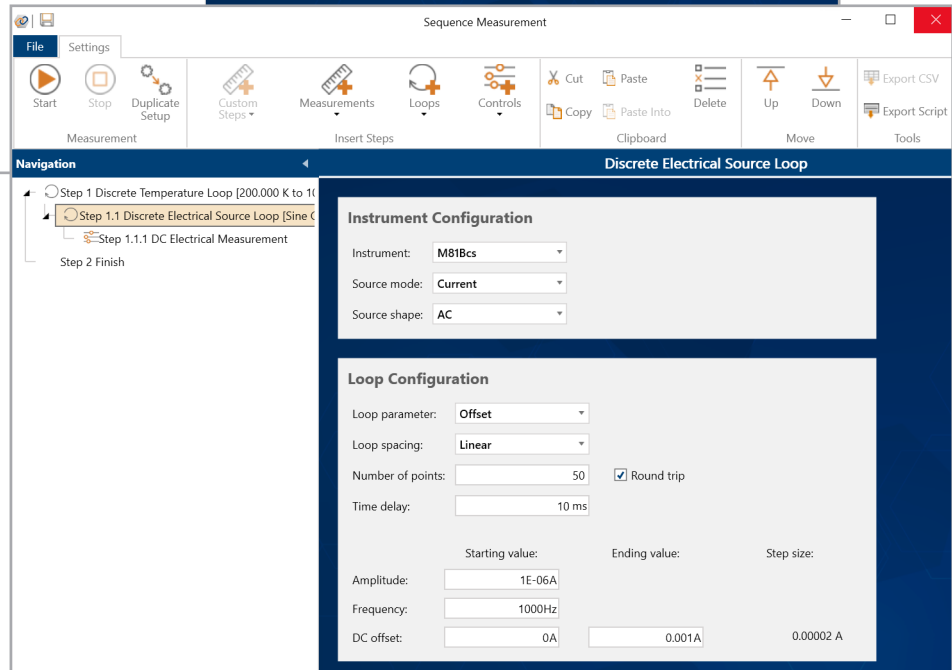 Sequence Measurement
File Settings
Start Stop Duplicate Setup Custom Steps Measurements Loops Controls Cut Paste Copy Paste Into Delete Up Down Export CSV Export Script
Measurement Insert Steps Clipboard Move Tools
Navigation Discrete Electrical Source Loop
Step 1 Discrete Temperature Loop [200.000 K to 10
Step 1.1 Discrete Electrical Source Loop [Sine
Step 1.1.1 DC Electrical Measurement
Step 2 Finish
Instrument Configuration
Instrument: M81Bcs
Source mode: Current
Source shape: AC
Loop Configuration
Loop parameter: Offset
Loop spacing: Linear
Number of points: 50 Round trip
Time delay: 10 ms
Starting value: Ending value: Step size:
Amplitude: 1E-06A
Frequency: 1000Hz
DC offset: 0A 0.001A 0.00002 A